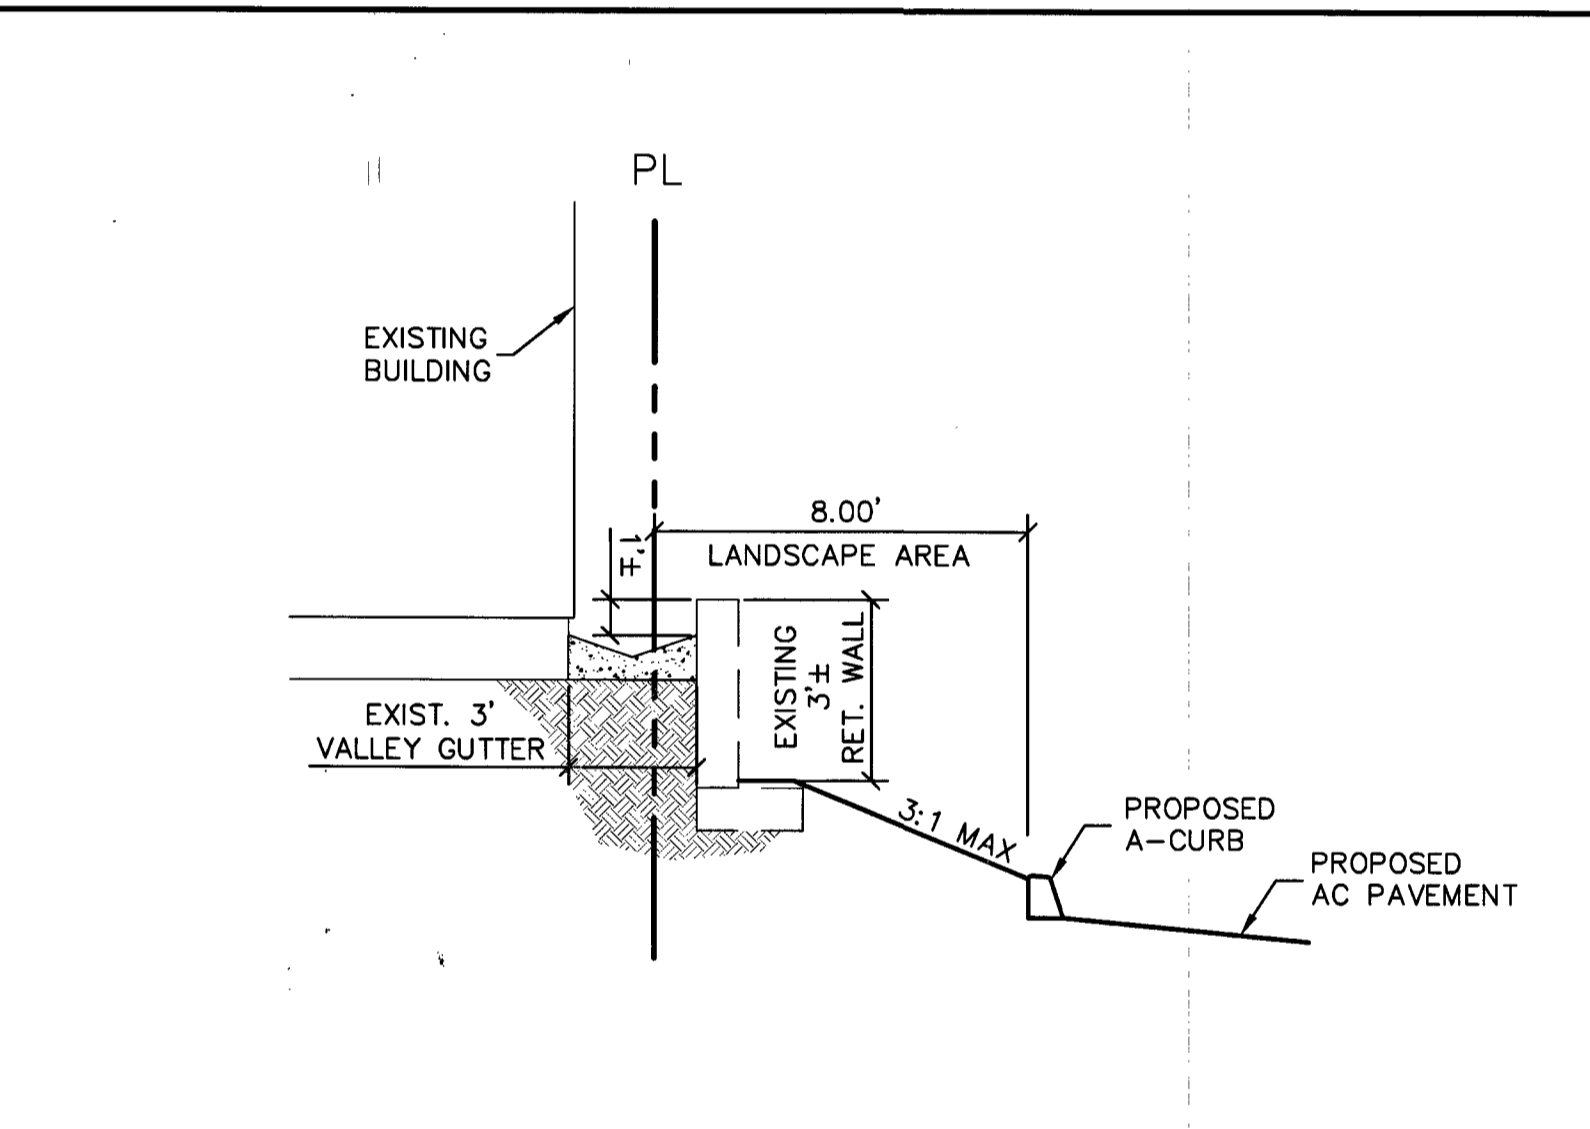 PL
EXISTING
BUILDING
8.00'
LANDSCAPE AREA
1'±
EXISTING
3'±
RET. WALL
EXIST. 3'
VALLEY GUTTER
3:1 MAX
PROPOSED
A-CURB
PROPOSED
AC PAVEMENT